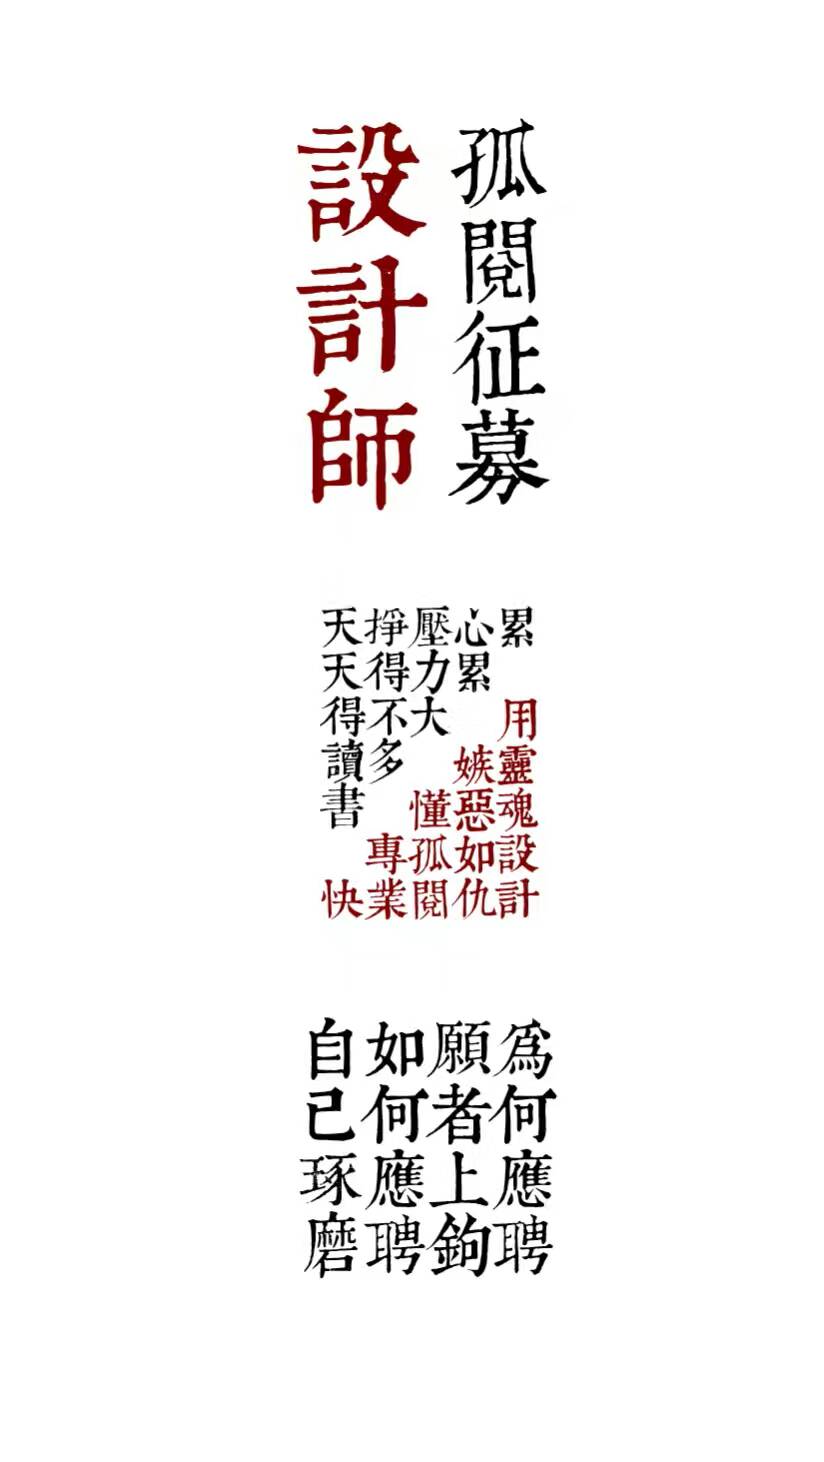 孤閱征募
設計師
累
用靈魂設計
心累
嫉惡如仇
壓力大
懂孤閱
掙得不多
專業
天天得讀書
快
為何應聘
願者上鉤
如何應聘
自己琢磨